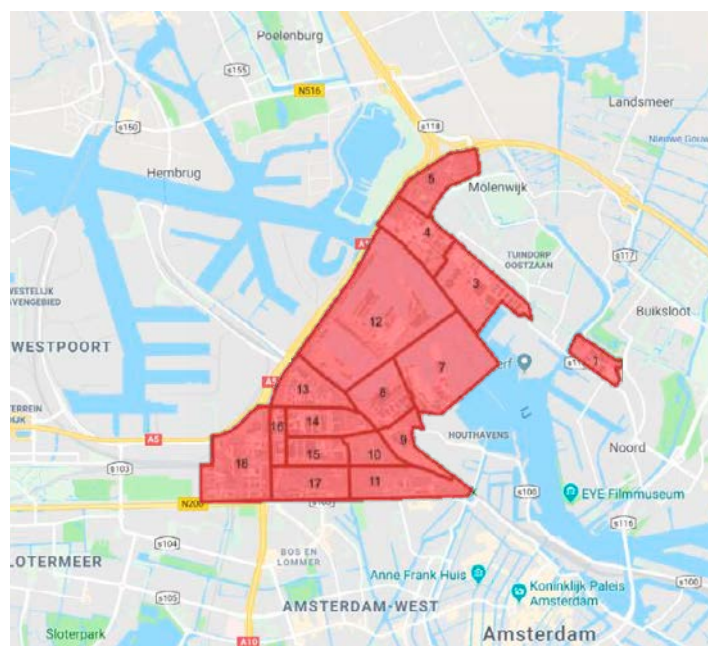 Poelenburg
s155
N516
Landsmeer
s150
s118
Nieuwe Gouw
Hembrug
5
Molenwijk
4
TUINDORP
OOSTZAAN
s117
3
WESTELIJK
HAVENGEBIED
12
Buiksloot
WESTPOORT
7
1
13
8
14
16
IJ
TERREIN
DIJK
A5
9
HOUTHAVENS
Noord
15
10
18
s103
17
11
s100
EYE Filmmuseum
N200
s116
s104
BOS EN
LOMMER
LOTERMEER
Anne Frank Huis
s100
Koninklijk Paleis
Amsterdam
s105
AMSTERDAM-WEST
Sloterpark
A10
Amsterdam